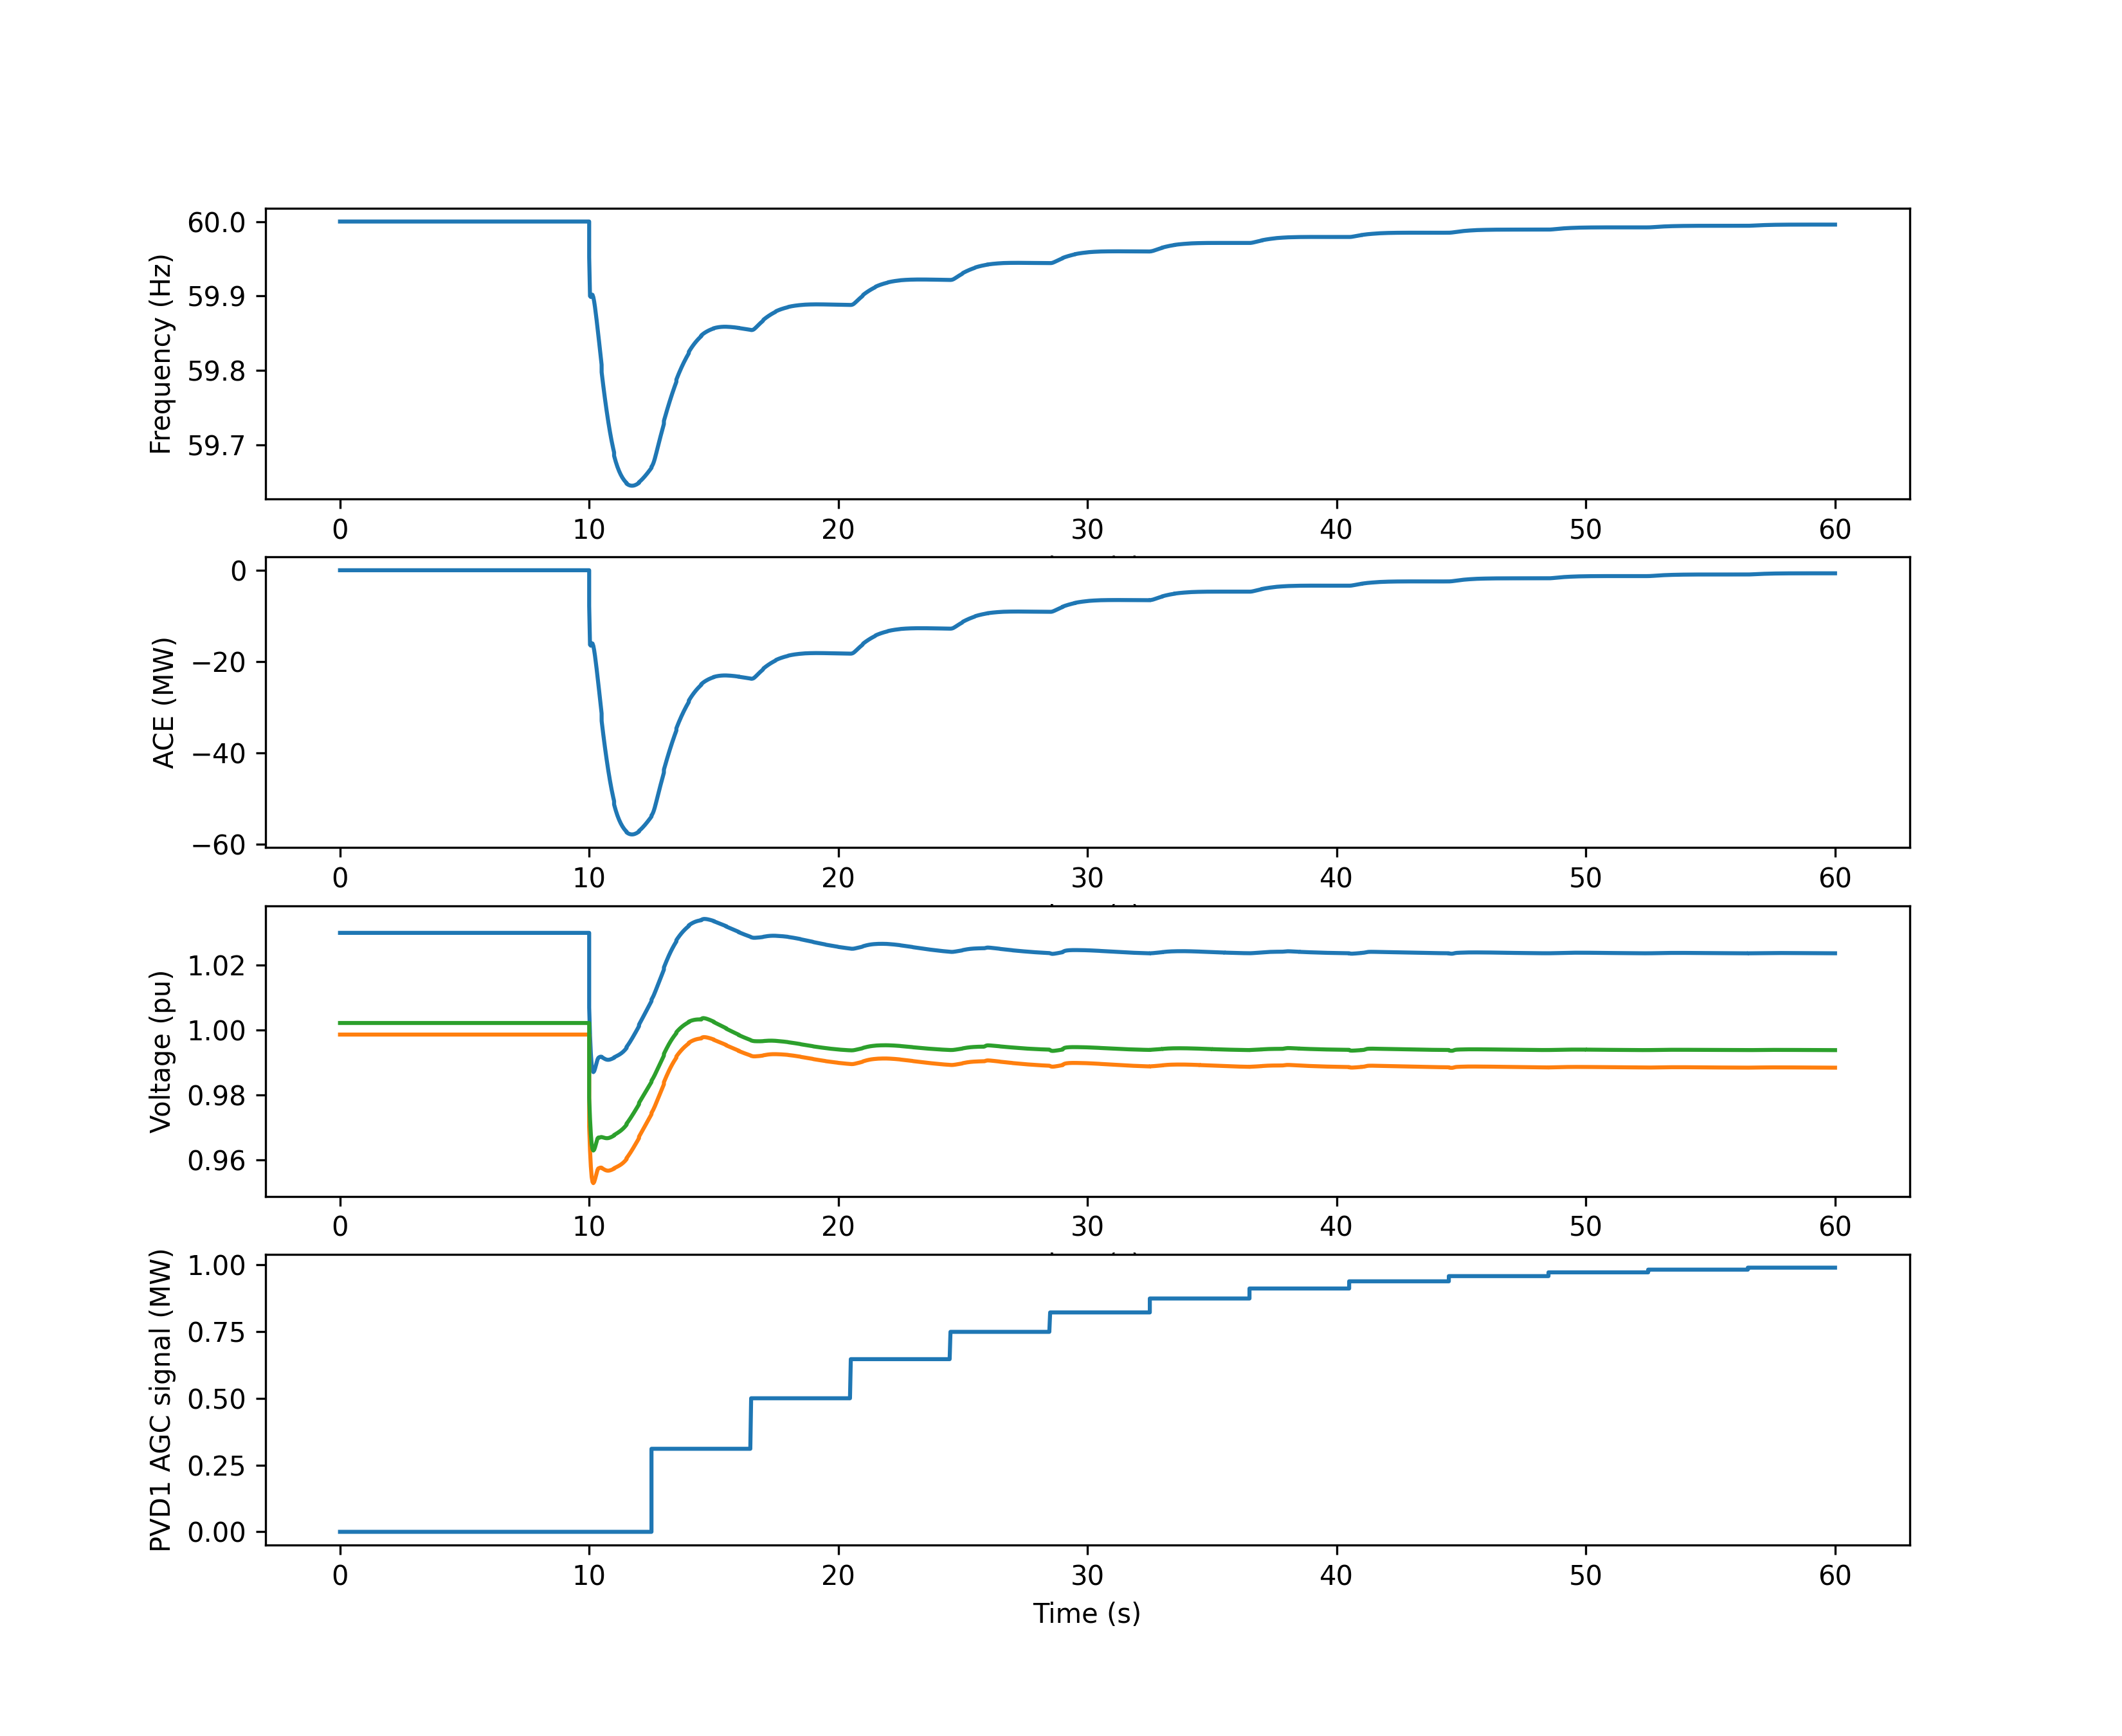 Frequency (Hz)
60.0
59.9
59.8
59.7
0 10 20 30 40 50 60
ACE (MW)
0
−20
−40
−60
0 10 20 30 40 50 60
Voltage (pu)
1.02
1.00
0.98
0.96
0 10 20 30 40 50 60
PVD1 AGC signal (MW)
1.00
0.75
0.50
0.25
0.00
0 10 20 30 40 50 60
Time (s)